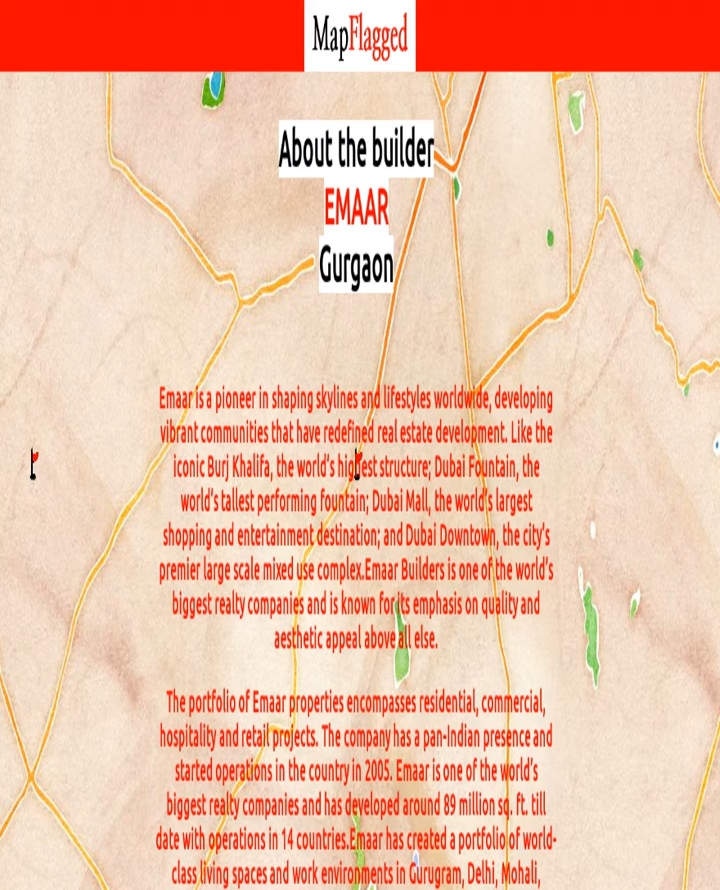 MapFlagged
About the builder
EMAAR
Gurgaon
Emaar is a pioneer in shaping skylines and lifestyles worldwide, developing
vibrant communities that have redefined real estate development. Like the
iconic Burj Khalifa, the world's highest structure; Dubai Fountain, the
world's tallest performing fountain; Dubai Mall, the world's largest
shopping and entertainment destination; and Dubai Downtown, the city's
premier large scale mixed use complex.Emaar Builders is one of the world's
biggest realty companies and is known for its emphasis on quality and
aesthetic appeal above all else.
The portfolio of Emaar properties encompasses residential, commercial,
hospitality and retail projects. The company has a pan-Indian presence and
started operations in the country in 2005. Emaar is one of the world's
biggest realty companies and has developed around 89 million sq. ft. till
date with operations in 14 countries.Emaar has created a portfolio of world-
class living spaces and work environments in Gurugram, Delhi, Mohali,